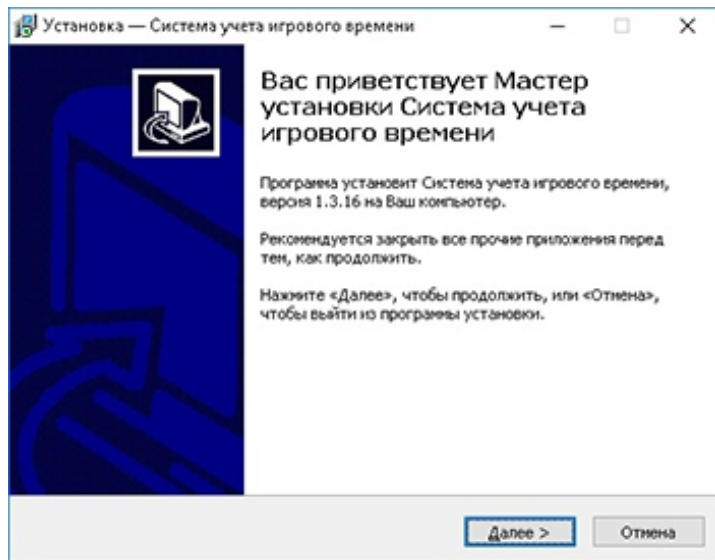 Установка — Система учета игрового времени
Вас приветствует Мастер
установки Система учета
игрового времени
Программа установит Система учета игрового времени,
версия 1.3.16 на Ваш компьютер.
Рекомендуется закрыть все прочие приложения перед
тем, как продолжить.
Нажмите «Далее», чтобы продолжить, или «Отмена»,
чтобы выйти из программы установки.
Далее >
Отмена